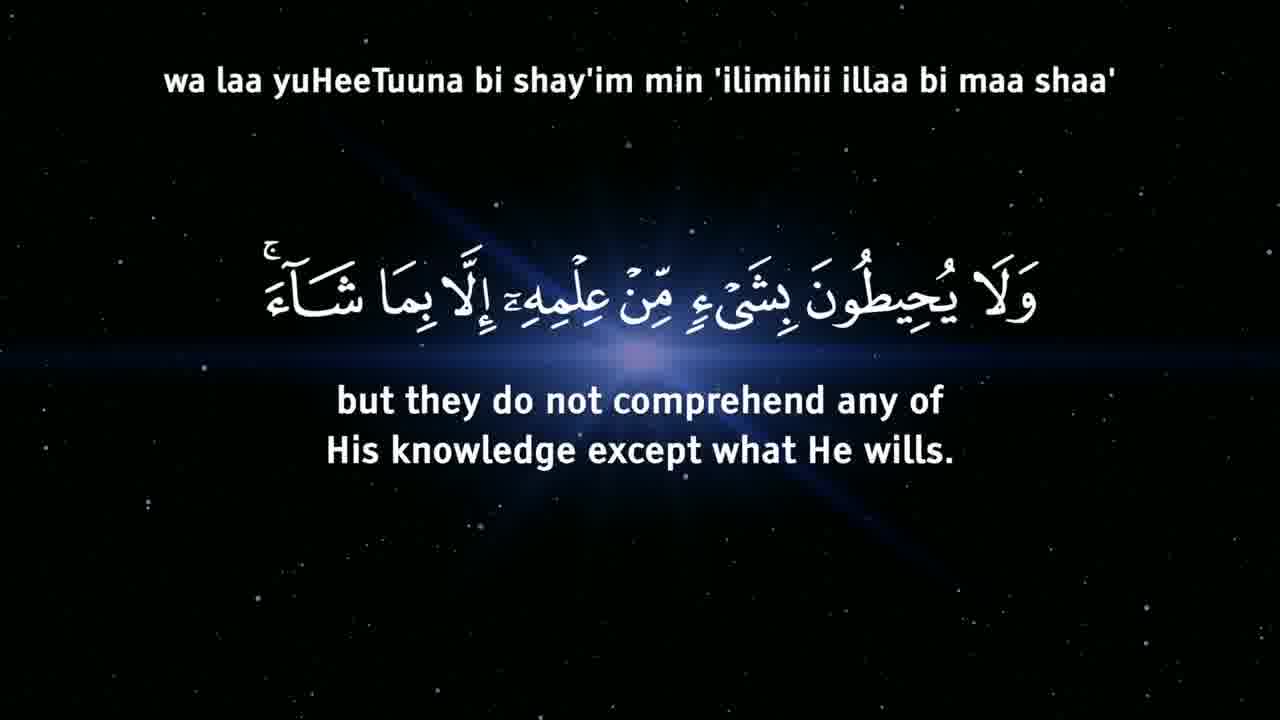 wa laa yuHeeTuuna bi shay'im min 'ilimihii illaa bi maa shaa'
وَلَا يُحِيطُونَ بِشَىْءٍ مِّنْ عِلْمِهِۦٓ إِلَّا بِمَا شَآءَ ۚ
but they do not comprehend any of
His knowledge except what He wills.